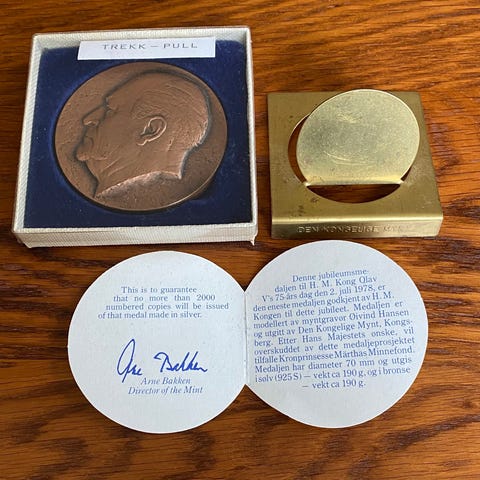 TREKK – PULL
DEN KONGELIGE MYNT
This is to guarantee
that no more than 2000
numbered copies will be issued
of that medal made in silver.
Arne Bakken
Arne Bakken
Director of the Mint
Denne jubileumsme-
daljen til H. M. Kong Olav
V's 75-års dag den 2. juli 1978, er
den eneste medaljen godkjent av H. M.
Kongen til dette jubileet. Medaljen er
modellert av myntgravør Øivind Hansen
og utgitt av Den Kongelige Mynt, Kongs-
berg. Etter Hans Majestets ønske, vil
overskuddet av dette medaljeprosjekt
tilfalle Kronprinsesse Märthas Minnefond.
Medaljen har diameter 70 mm og utgis
i sølv (925 S) — vekt ca 190 g, og i bronse
— vekt ca 190 g.